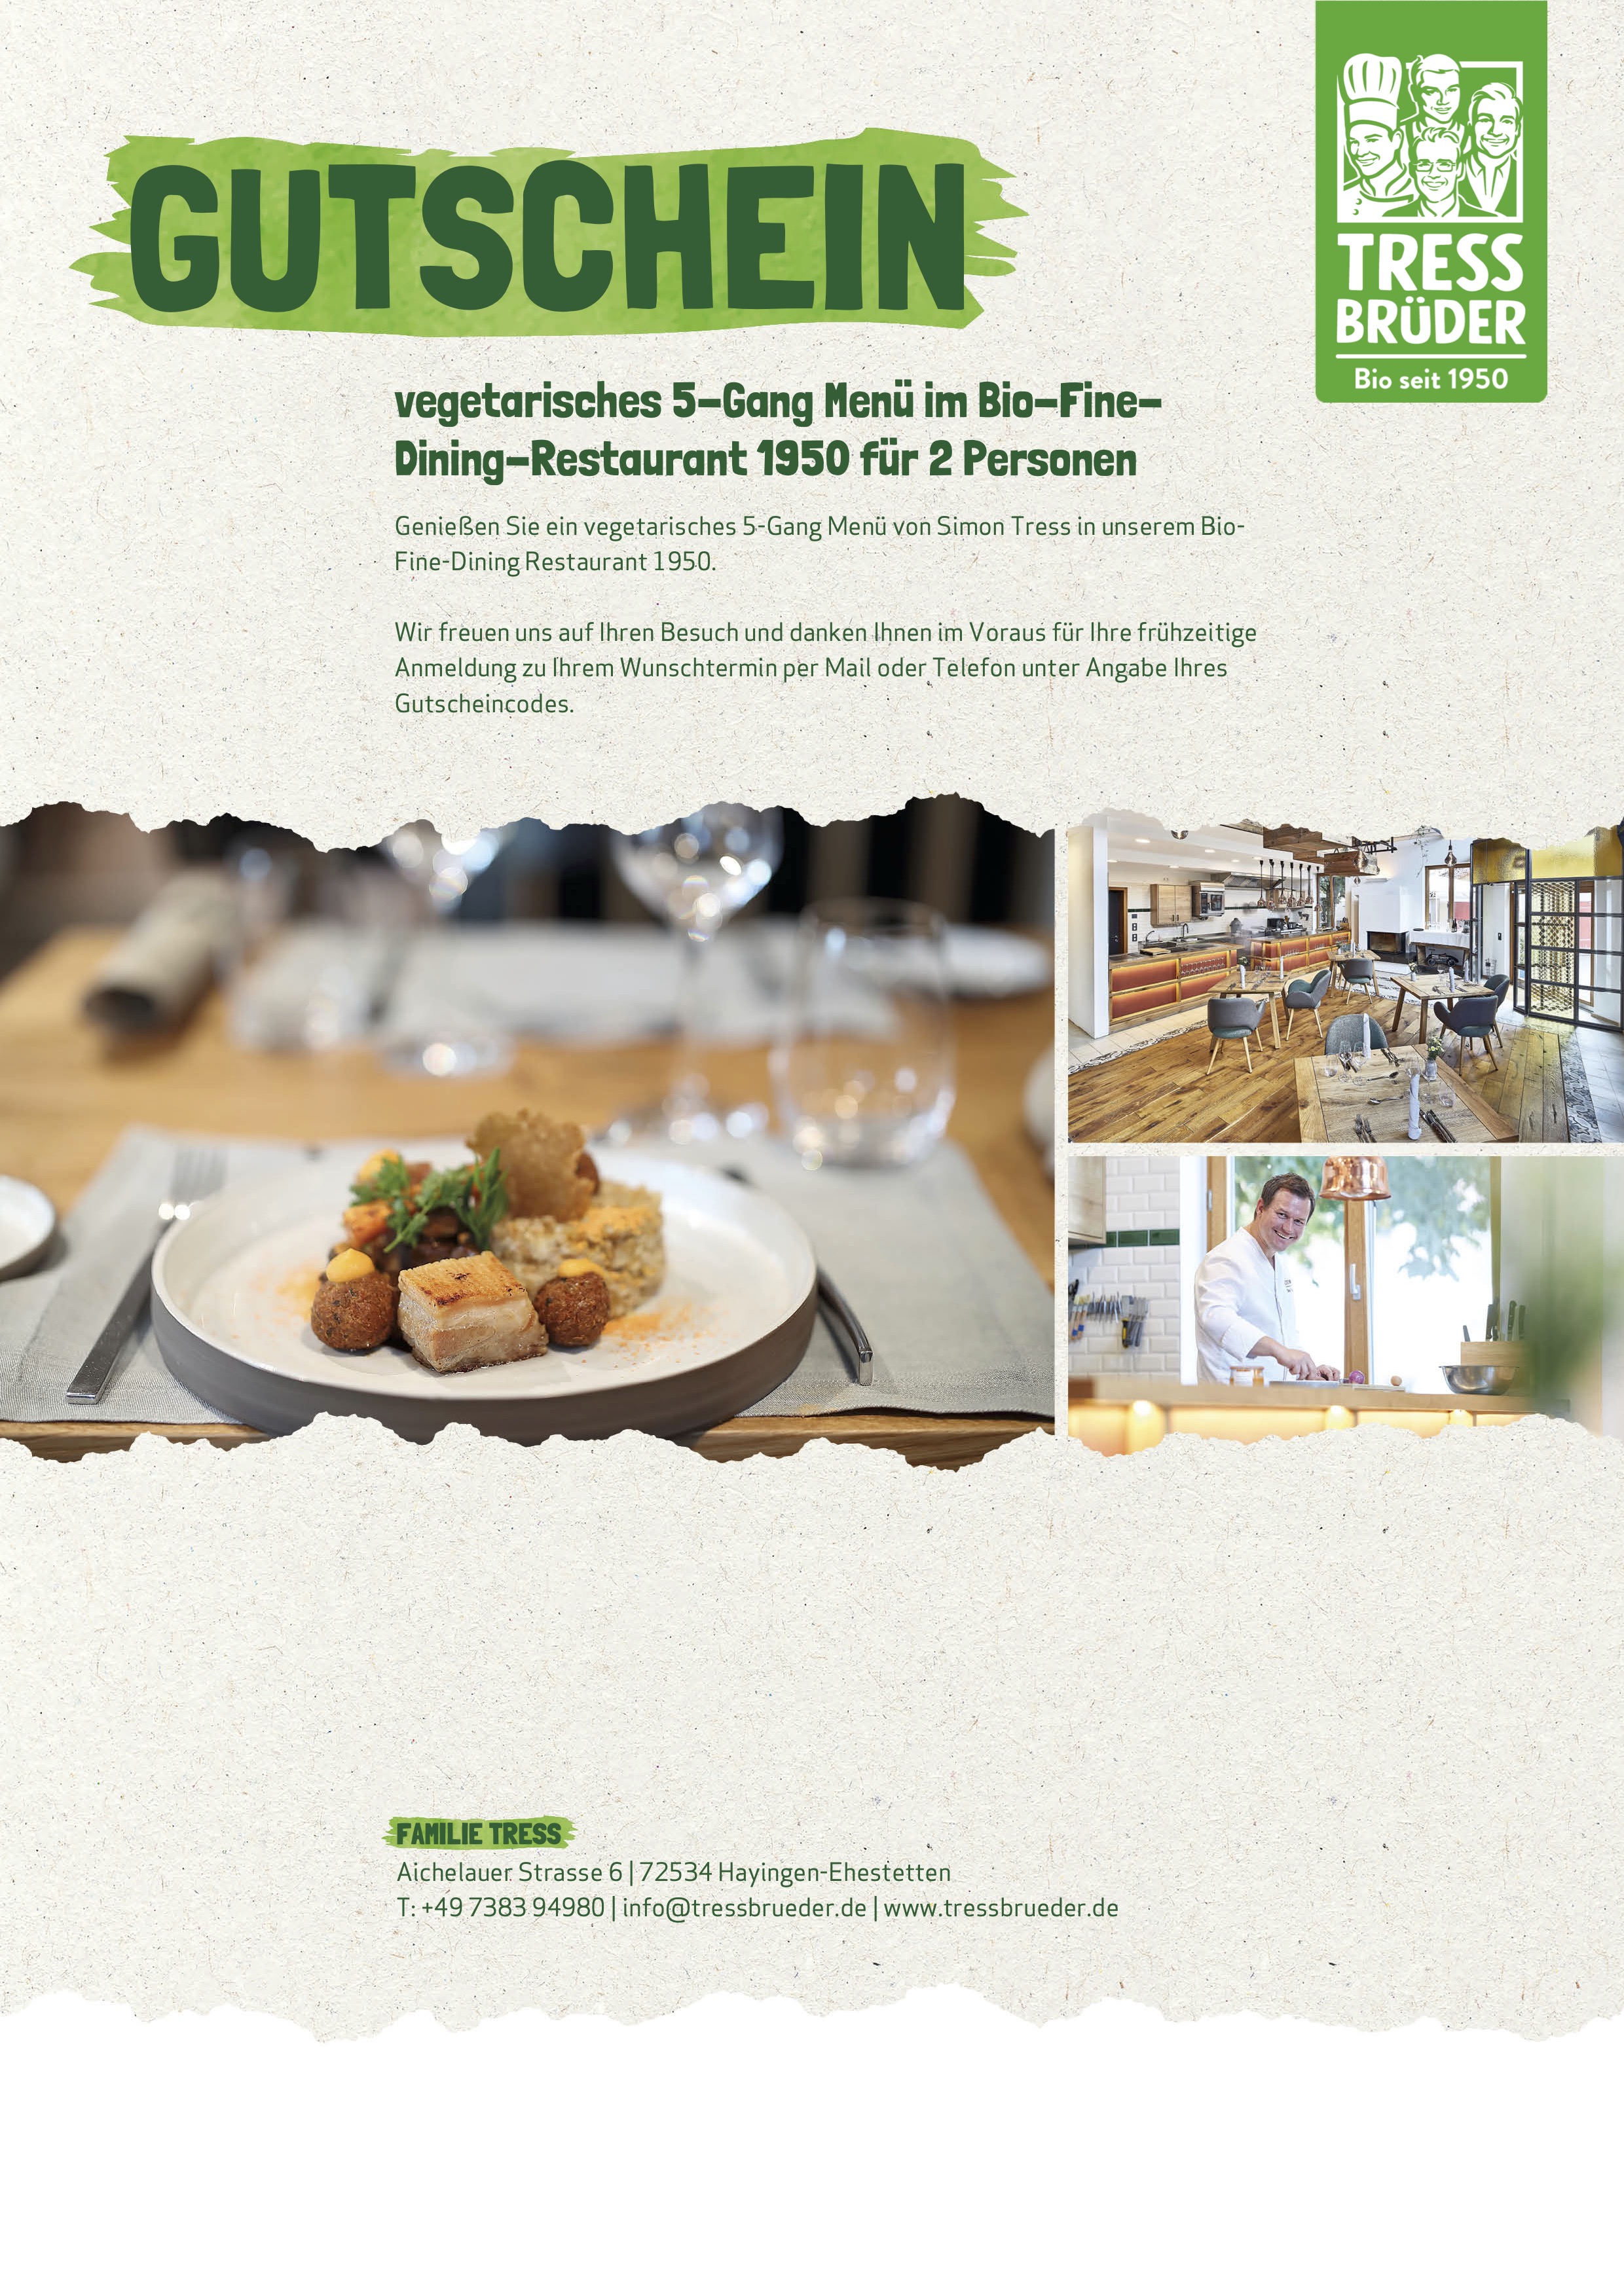 GUTSCHEIN
TRESS
BRÜDER
Bio seit 1950
vegetarisches 5-Gang Menü im Bio-Fine-
Dining-Restaurant 1950 für 2 Personen
Genießen Sie ein vegetarisches 5-Gang Menü von Simon Tress in unserem Bio-
Fine-Dining Restaurant 1950.
Wir freuen uns auf Ihren Besuch und danken Ihnen im Voraus für Ihre frühzeitige
Anmeldung zu Ihrem Wunschtermin per Mail oder Telefon unter Angabe Ihres
Gutscheincodes.
FAMILIE TRESS
Aichelauer Strasse 6 | 72534 Hayingen-Ehestetten
T: +49 7383 94980 | info@tressbrueder.de | www.tressbrueder.de